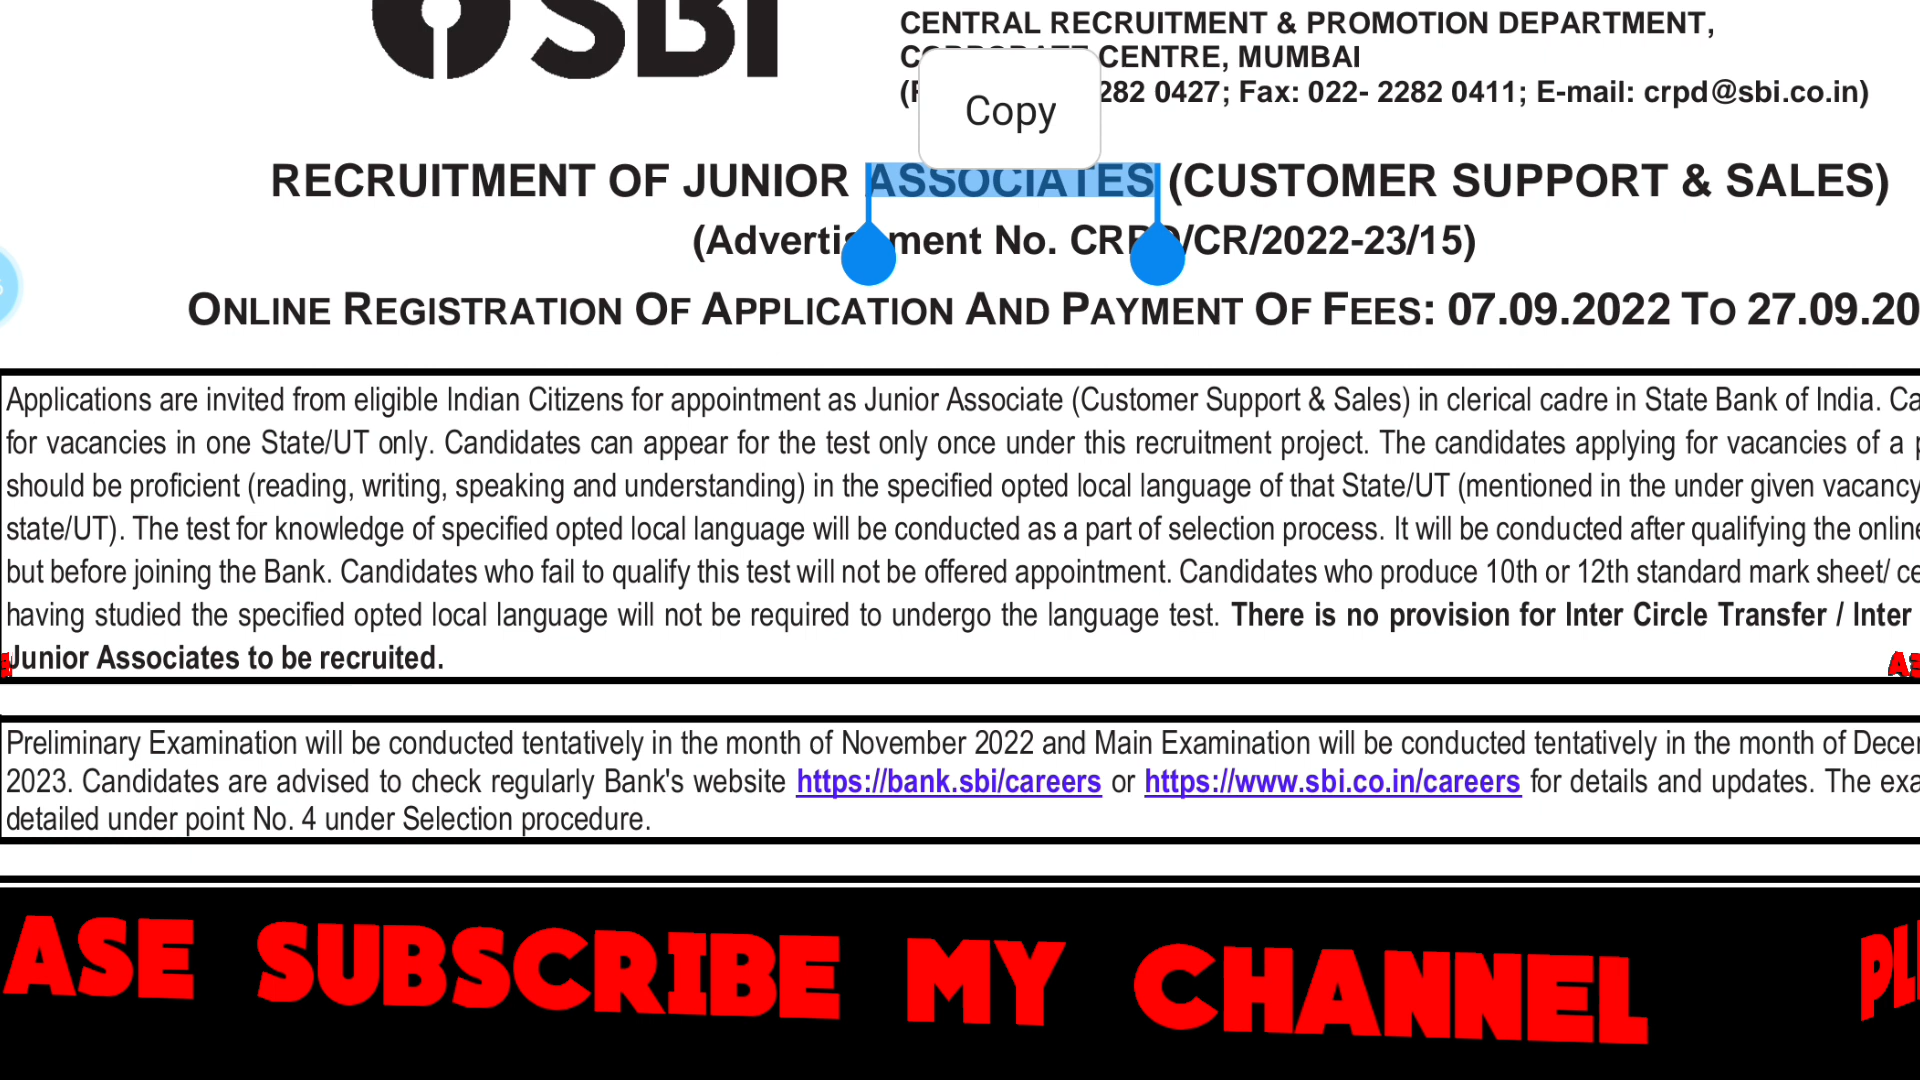 SBI
CENTRAL RECRUITMENT & PROMOTION DEPARTMENT,
CENTRE, MUMBAI
282 0427; Fax: 022- 2282 0411; E-mail: crpd@sbi.co.in)
Copy
RECRUITMENT OF JUNIOR ASSOCIATES (CUSTOMER SUPPORT & SALES)
(Advertisement No. CRPD/CR/2022-23/15)
ONLINE REGISTRATION OF APPLICATION AND PAYMENT OF FEES: 07.09.2022 TO 27.09.20
Applications are invited from eligible Indian Citizens for appointment as Junior Associate (Customer Support & Sales) in clerical cadre in State Bank of India. Ca
for vacancies in one State/UT only. Candidates can appear for the test only once under this recruitment project. The candidates applying for vacancies of a p
should be proficient (reading, writing, speaking and understanding) in the specified opted local language of that State/UT (mentioned in the under given vacancy
state/UT). The test for knowledge of specified opted local language will be conducted as a part of selection process. It will be conducted after qualifying the online
but before joining the Bank. Candidates who fail to qualify this test will not be offered appointment. Candidates who produce 10th or 12th standard mark sheet/ ce
having studied the specified opted local language will not be required to undergo the language test. There is no provision for Inter Circle Transfer / Inter
Junior Associates to be recruited.
Preliminary Examination will be conducted tentatively in the month of November 2022 and Main Examination will be conducted tentatively in the month of Decem
2023. Candidates are advised to check regularly Bank's website https://bank.sbi/careers or https://www.sbi.co.in/careers for details and updates. The exa
detailed under point No. 4 under Selection procedure.
ASE SUBSCRIBE MY CHANNEL PL